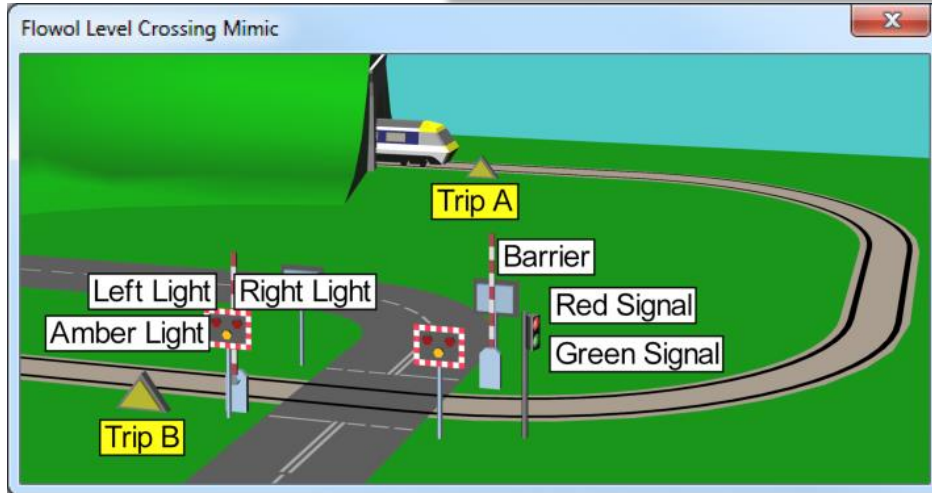 Flowol Level Crossing Mimic
Trip A
Barrier
Left Light
Right Light
Red Signal
Amber Light
Green Signal
Trip B